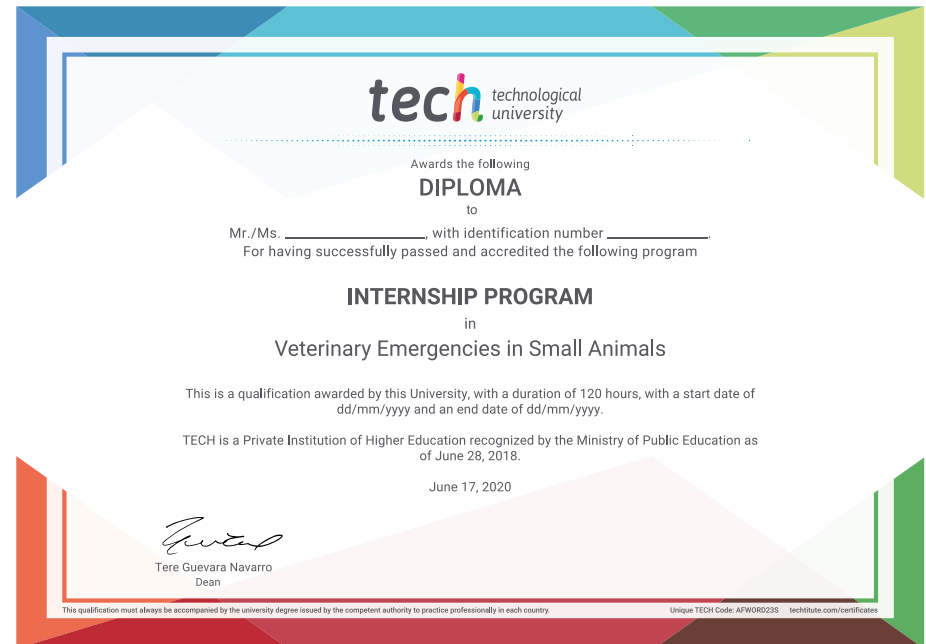 tech technological
university
Awards the following
DIPLOMA
to
Mr./Ms. ____________________, with identification number ______________.
For having successfully passed and accredited the following program
INTERNSHIP PROGRAM
in
Veterinary Emergencies in Small Animals
This is a qualification awarded by this University, with a duration of 120 hours, with a start date of
dd/mm/yyyy and an end date of dd/mm/yyyy.
TECH is a Private Institution of Higher Education recognized by the Ministry of Public Education as
of June 28, 2018.
June 17, 2020
Tere Guevara Navarro
Dean
This qualification must always be accompanied by the university degree issued by the competent authority to practice professionally in each country. Unique TECH Code: AFWORD23S techtitute.com/certificates